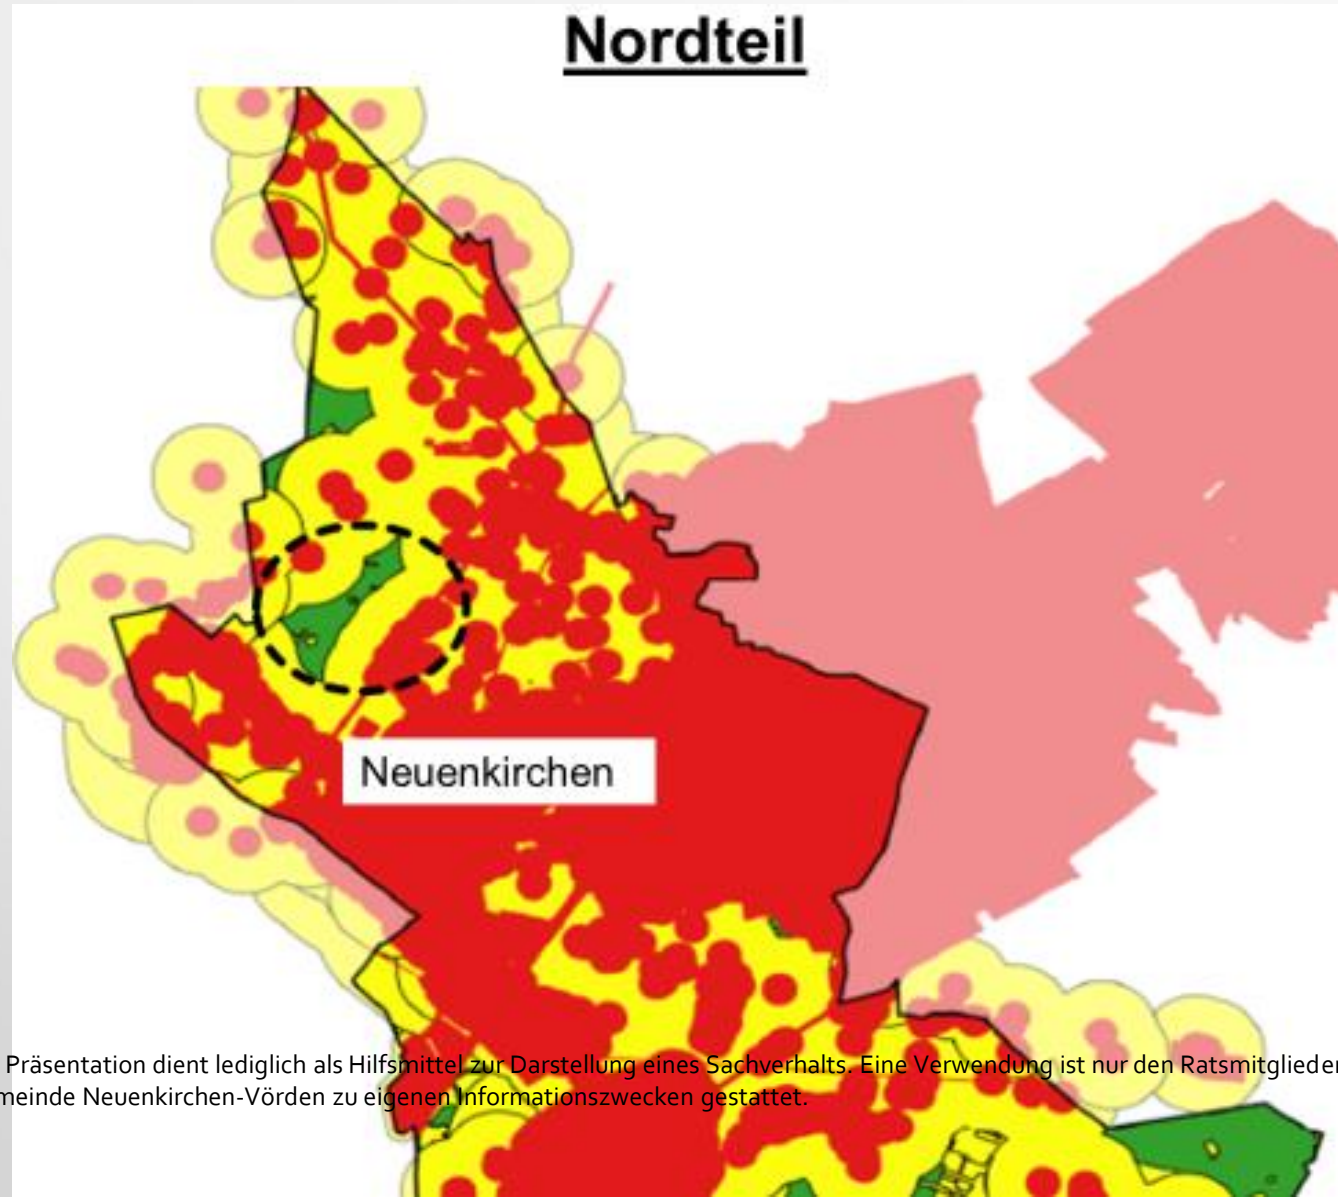 Nordteil
Neuenkirchen
Präsentation dient lediglich als Hilfsmittel zur Darstellung eines Sachverhalts. Eine Verwendung ist nur den Ratsmitglieder
meinde Neuenkirchen-Vörden zu eigenen Informationszwecken gestattet.